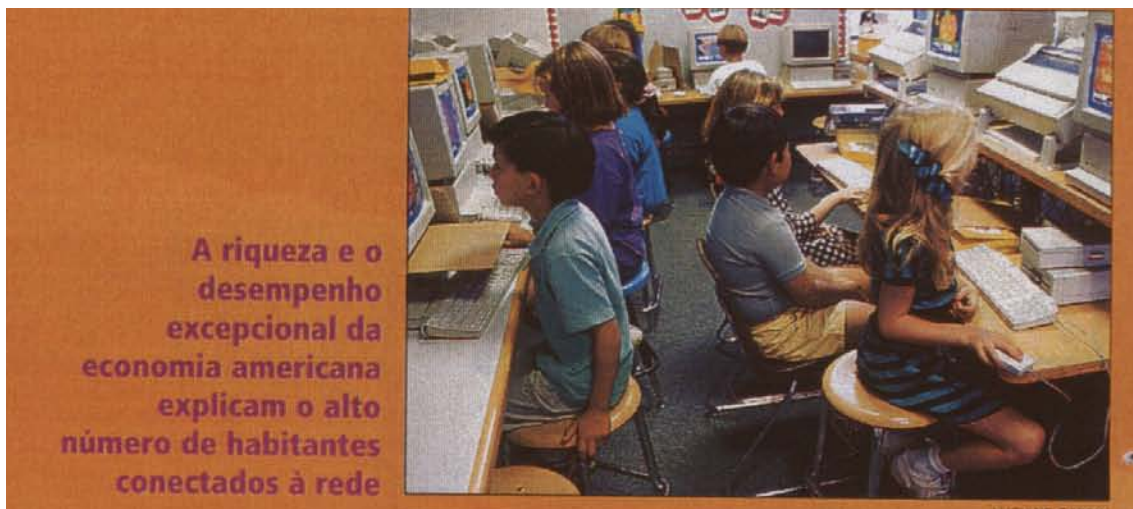 A riqueza e o
desempenho
excepcional da
economia americana
explicam o alto
número de habitantes
conectados à rede